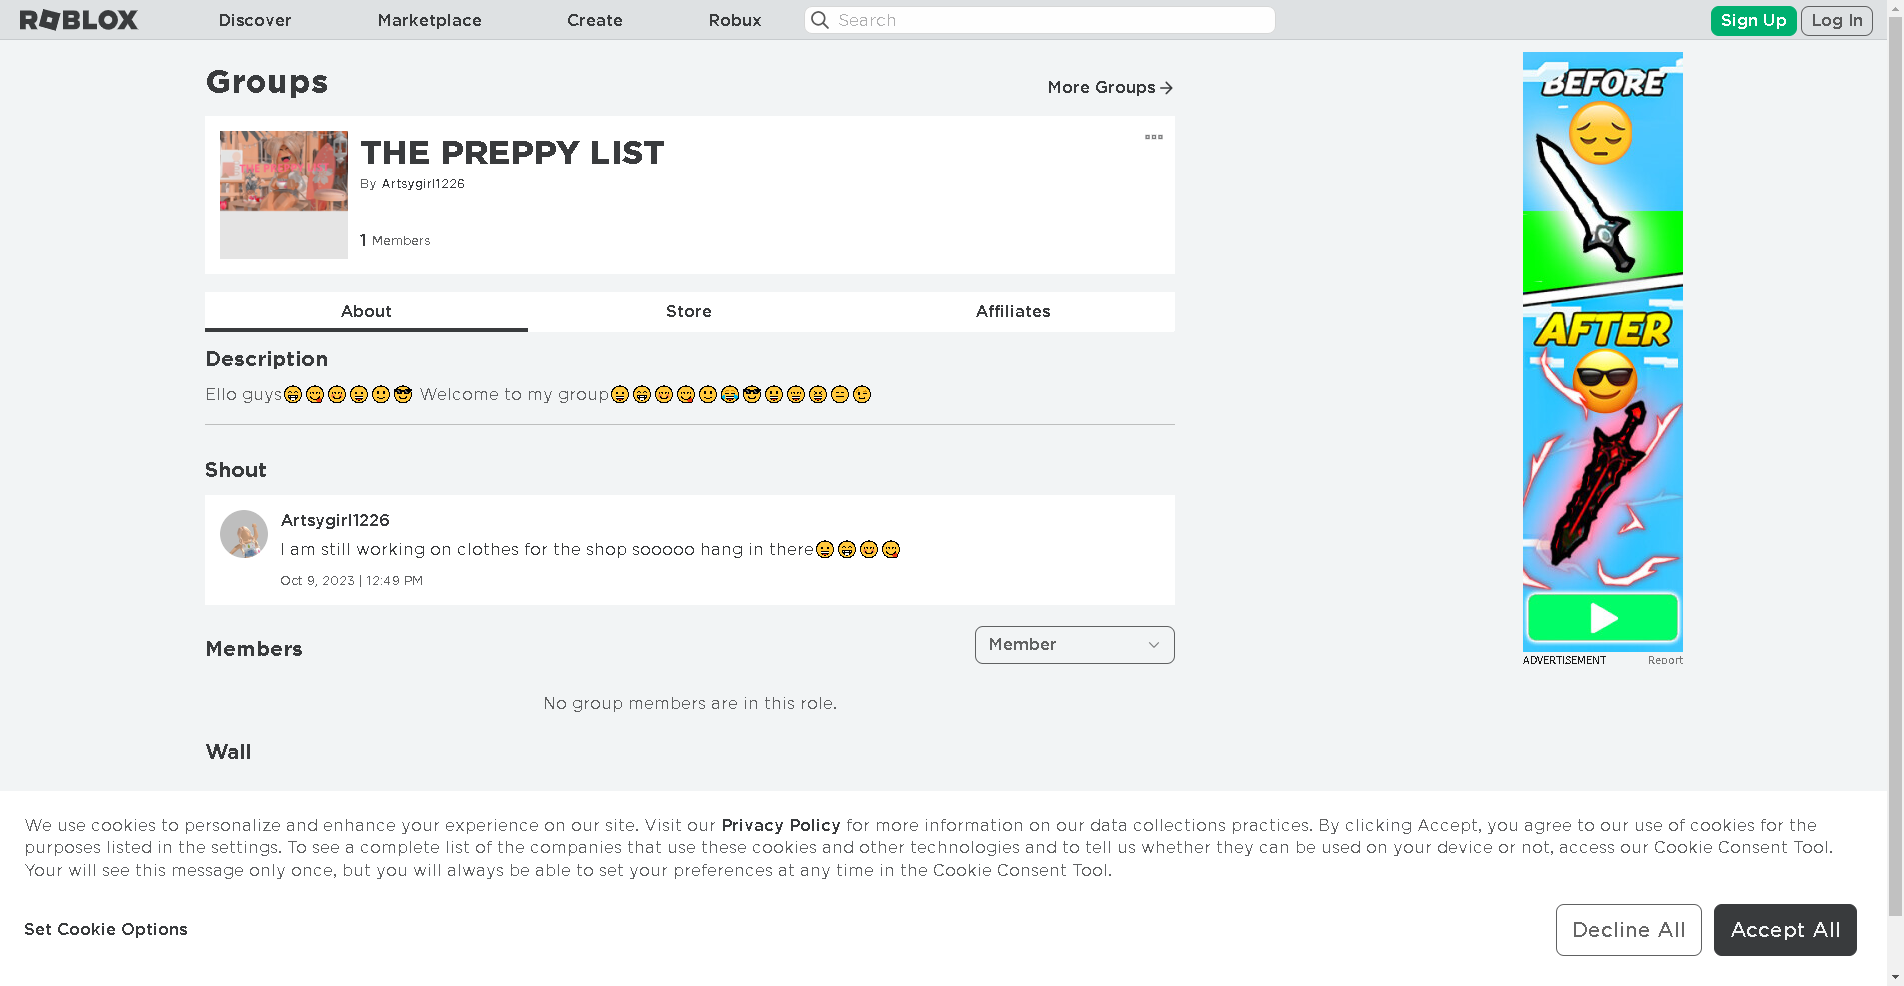 ROBLOX Discover Marketplace Create Robux Search Sign Up Log In
Groups
More Groups
THE PREPPY LIST
By Artsygirl1226
1 Members
About Store Affiliates
Description
Ello guys😁😋😊😀🙂😎 Welcome to my group😀😁😊😋🙂😂😎😀😄😆😑😉
Shout
Artsygirl1226
I am still working on clothes for the shop sooooo hang in there😀😁😊😋
Oct 9, 2023 | 12:49 PM
Members
Member
No group members are in this role.
Wall
BEFORE
AFTER
ADVERTISEMENT Report
We use cookies to personalize and enhance your experience on our site. Visit our Privacy Policy for more information on our data collections practices. By clicking Accept, you agree to our use of cookies for the
purposes listed in the settings. To see a complete list of the companies that use these cookies and other technologies and to tell us whether they can be used on your device or not, access our Cookie Consent Tool.
Your will see this message only once, but you will always be able to set your preferences at any time in the Cookie Consent Tool.
Set Cookie Options
Decline All
Accept All